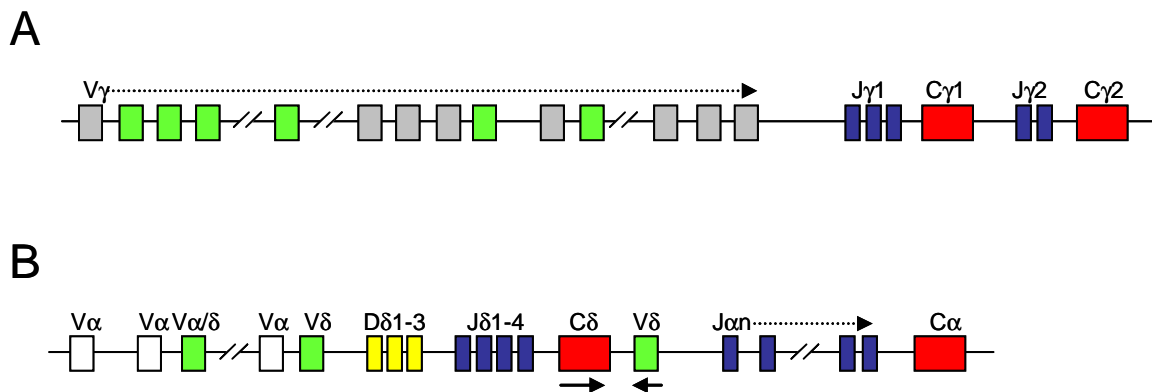 A
Vγ Jγ1 Cγ1 Jγ2 Cγ2
B
Vα Vα Vα/δ Vα Vδ Dδ1-3 Jδ1-4 Cδ Vδ Jαn Cα